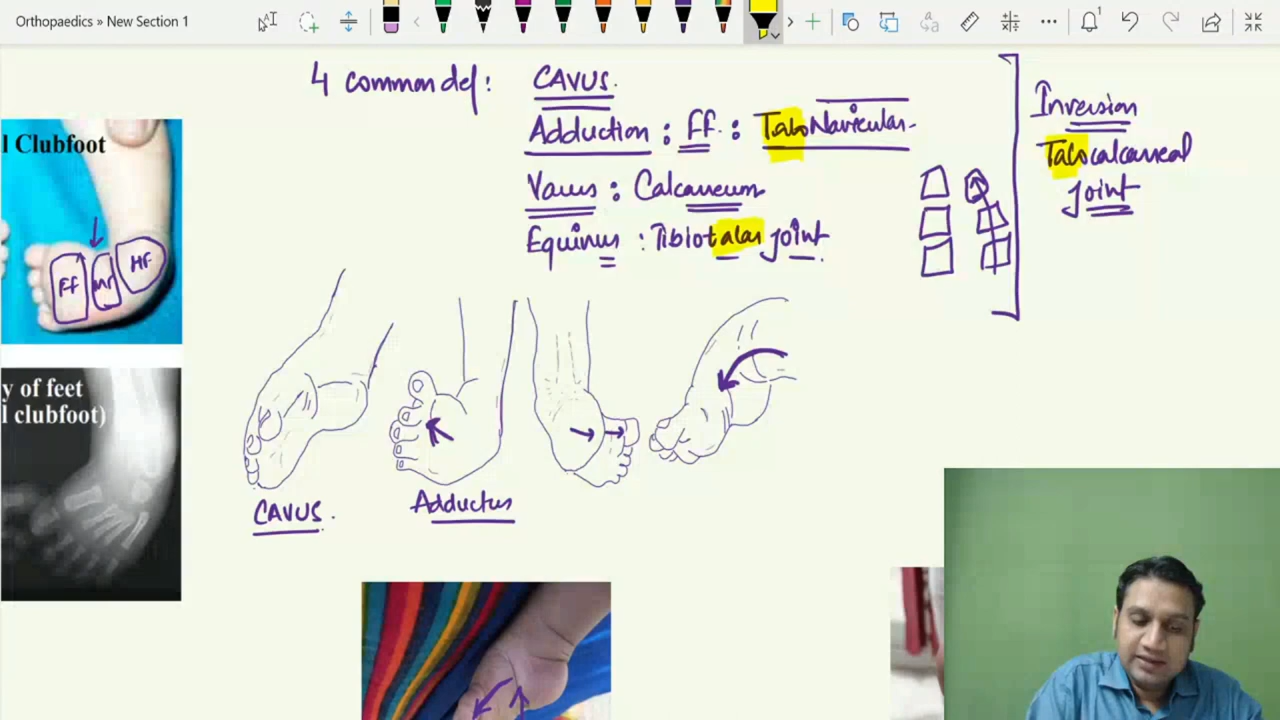 Orthopaedics » New Section 1
4 common def: CAVUS.
Adduction : FF. : TaloNavicular.
Varus : Calcaneum
Equinus : Tibiotalar joint
Inversion
Talocalcaneal
joint
l Clubfoot
FF MF HF
y of feet
l clubfoot)
CAVUS.
Adductus